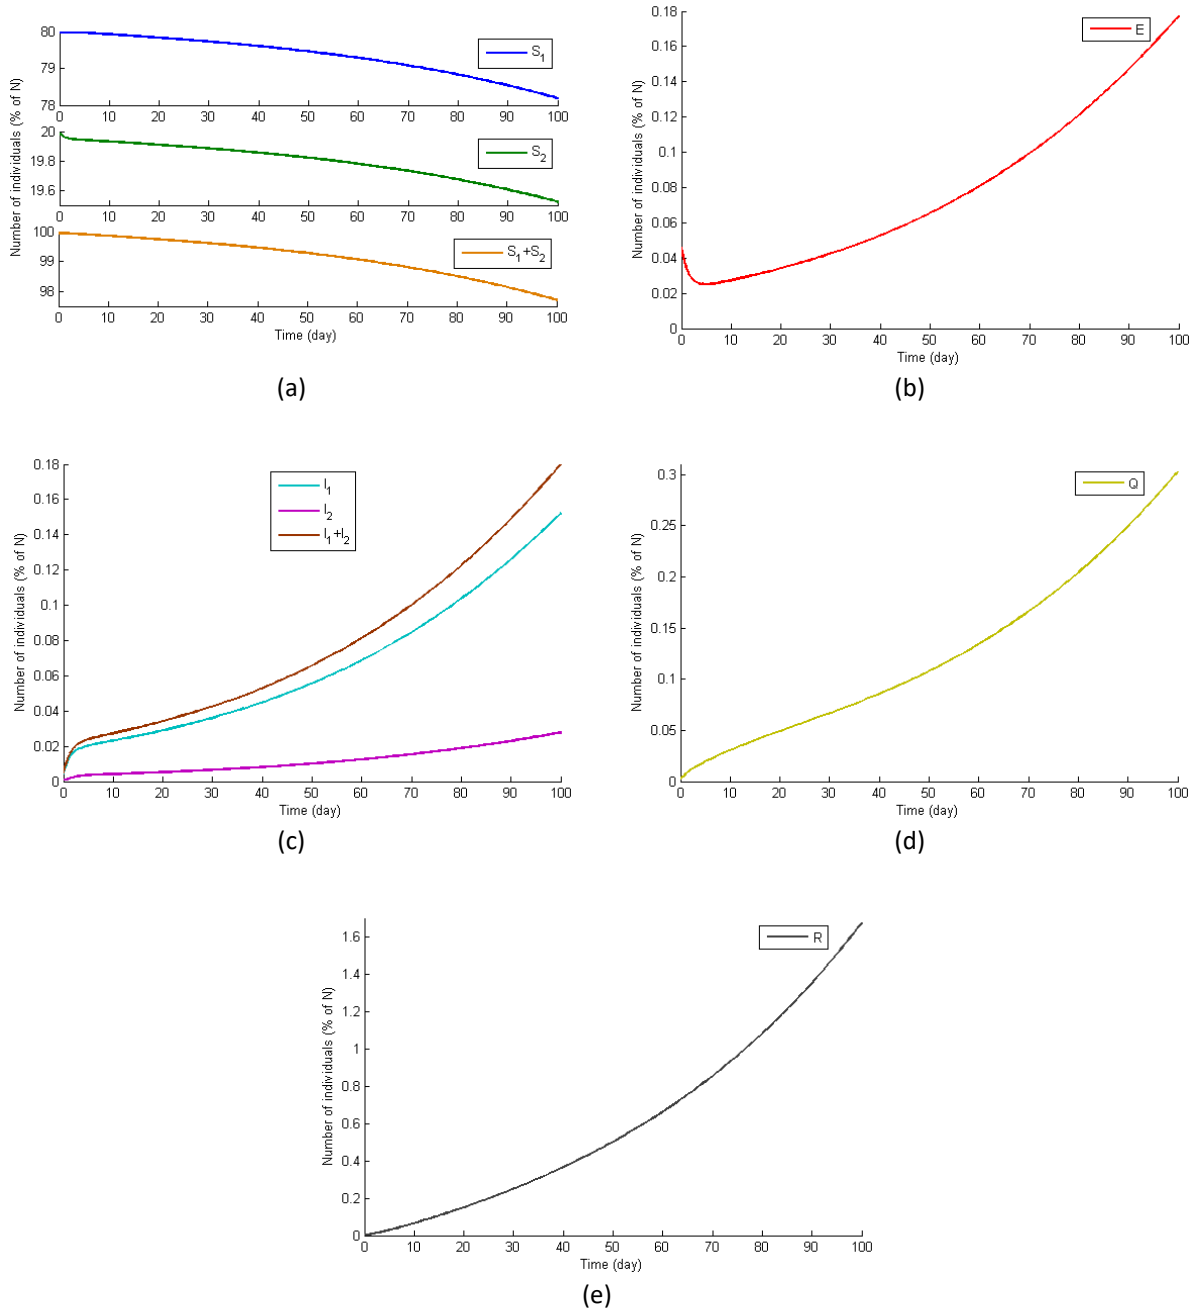 80
79
78
S1
0 10 20 30 40 50 60 70 80 90 100
20
19.8
19.6
S2
0 10 20 30 40 50 60 70 80 90 100
100
99
98
S1+S2
0 10 20 30 40 50 60 70 80 90 100
Time (day)
Number of individuals (% of N)
(a)
0.18
0.16
0.14
0.12
0.1
0.08
0.06
0.04
0.02
0
E
0 10 20 30 40 50 60 70 80 90 100
Time (day)
Number of individuals (% of N)
(b)
0.18
0.16
0.14
0.12
0.1
0.08
0.06
0.04
0.02
0
I1
I2
I1+I2
0 10 20 30 40 50 60 70 80 90 100
Time (day)
Number of individuals (% of N)
(c)
0.3
0.25
0.2
0.15
0.1
0.05
0
Q
0 10 20 30 40 50 60 70 80 90 100
Time (day)
Number of individuals (% of N)
(d)
1.6
1.4
1.2
1
0.8
0.6
0.4
0.2
0
R
0 10 20 30 40 50 60 70 80 90 100
Time (day)
Number of individuals (% of N)
(e)